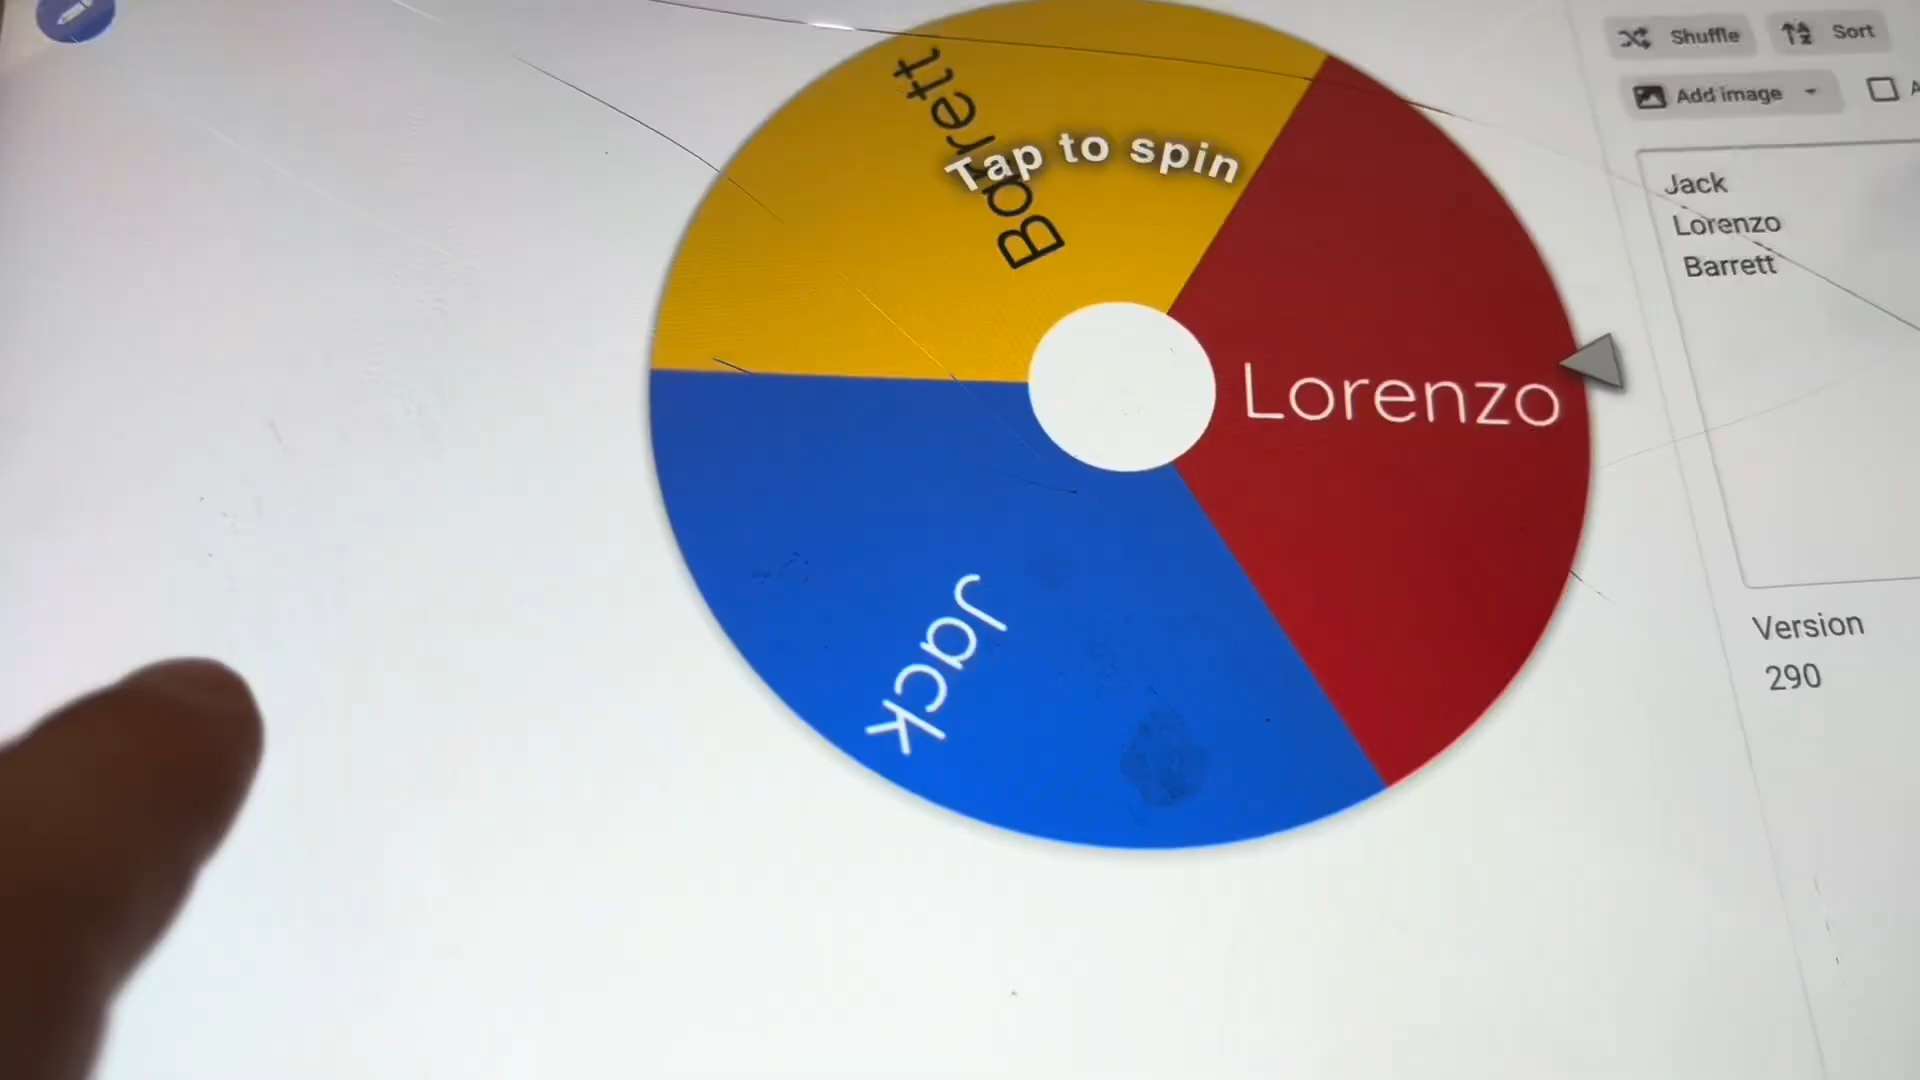 Shuffle
Sort
Add image
Barrett
Tap to spin
Lorenzo
Jack
Jack
Lorenzo
Barrett
Version
290